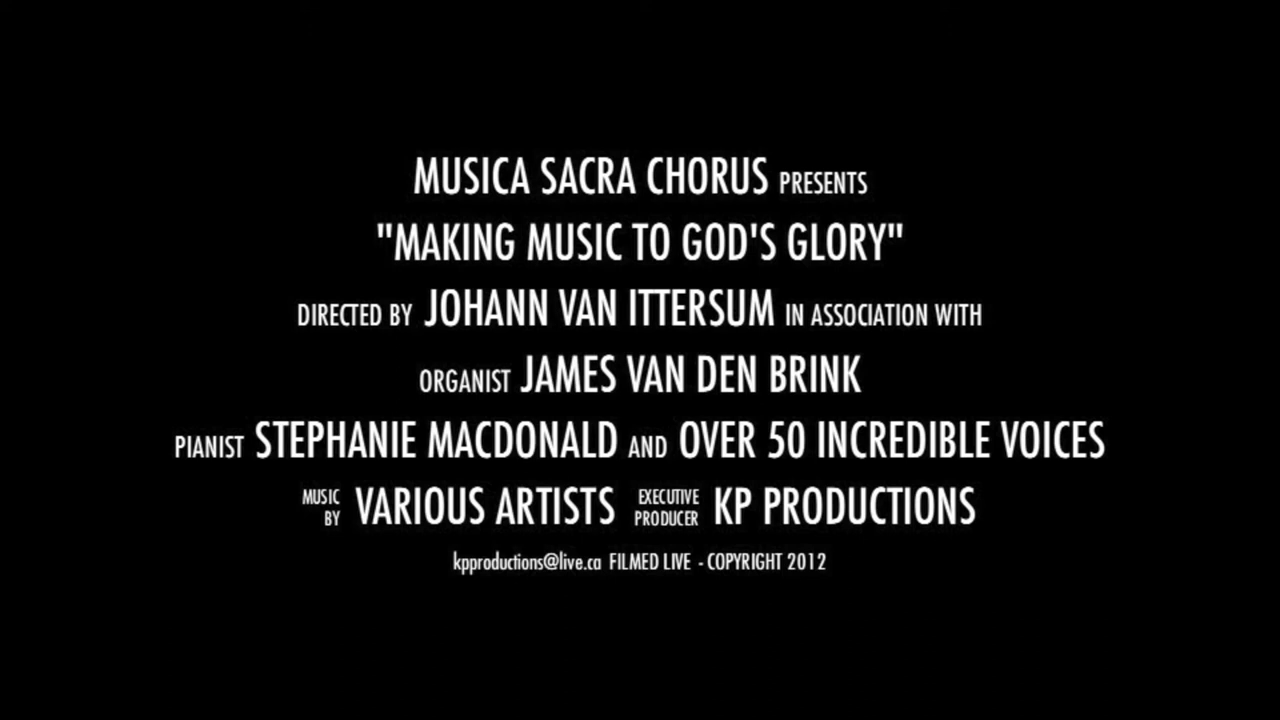 MUSICA SACRA CHORUS PRESENTS
"MAKING MUSIC TO GOD'S GLORY"
DIRECTED BY JOHANN VAN ITTERSUM IN ASSOCIATION WITH
ORGANIST JAMES VAN DEN BRINK
PIANIST STEPHANIE MACDONALD AND OVER 50 INCREDIBLE VOICES
MUSIC BY VARIOUS ARTISTS EXECUTIVE PRODUCER KP PRODUCTIONS
kpproductions@live.ca FILMED LIVE - COPYRIGHT 2012